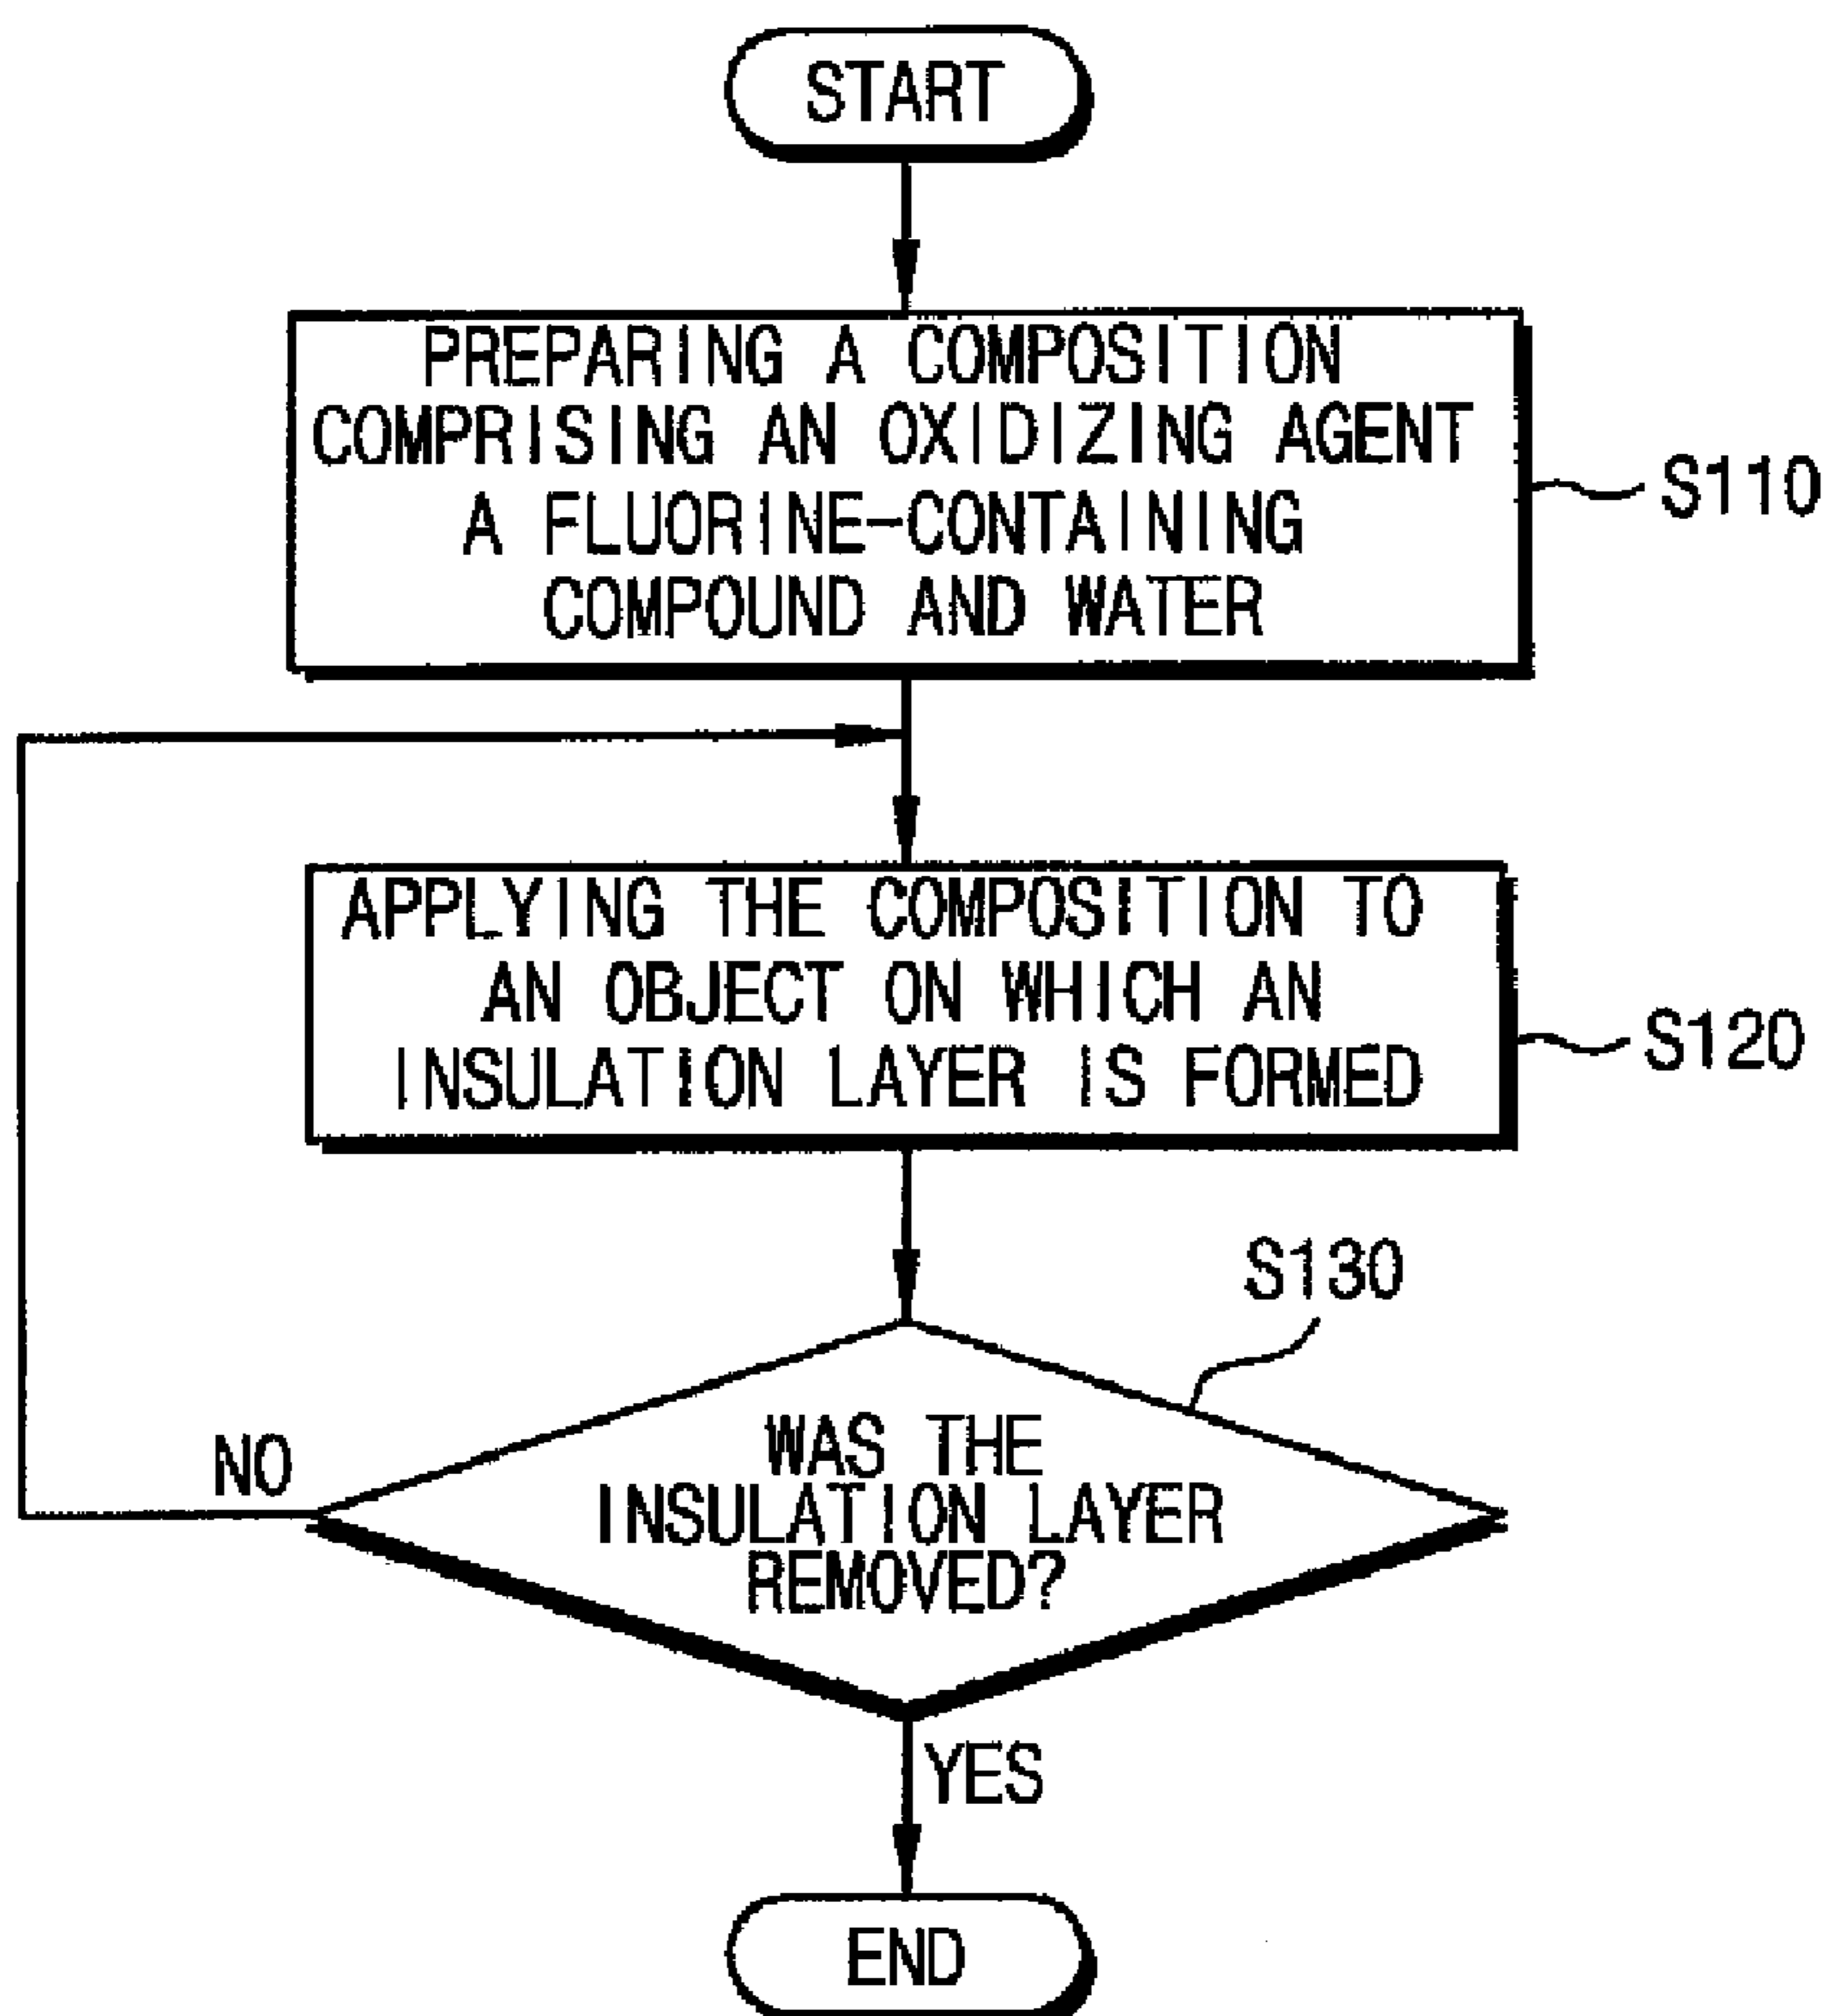 START
PREPARING A COMPOSITION
COMPRISING AN OXIDIZING AGENT
A FLUORINE-CONTAINING
COMPOUND AND WATER
S110
APPLYING THE COMPOSITION TO
AN OBJECT ON WHICH AN
INSULATION LAYER IS FORMED
S120
S130
WAS THE
INSULATION LAYER
REMOVED?
NO
YES
END